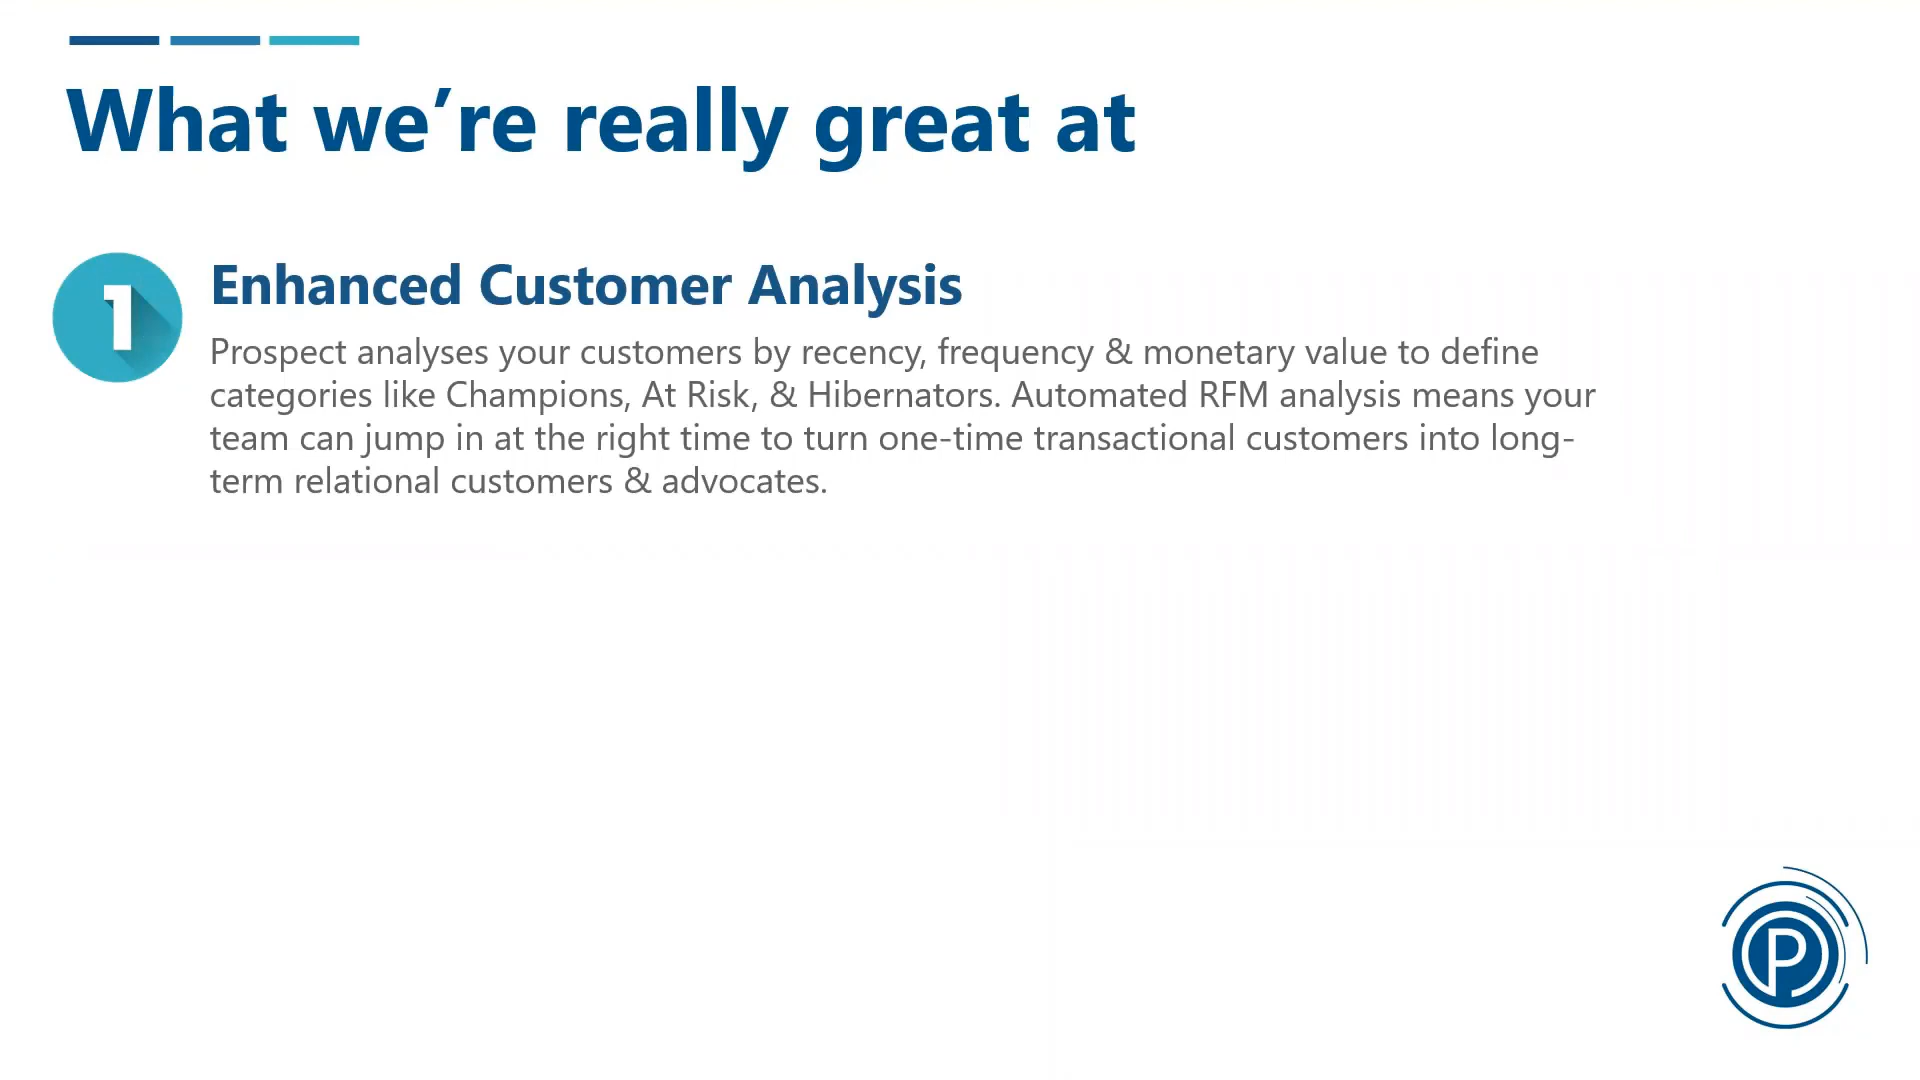 What we’re really great at
1
Enhanced Customer Analysis
Prospect analyses your customers by recency, frequency & monetary value to define
categories like Champions, At Risk, & Hibernators. Automated RFM analysis means your
team can jump in at the right time to turn one-time transactional customers into long-
term relational customers & advocates.
P